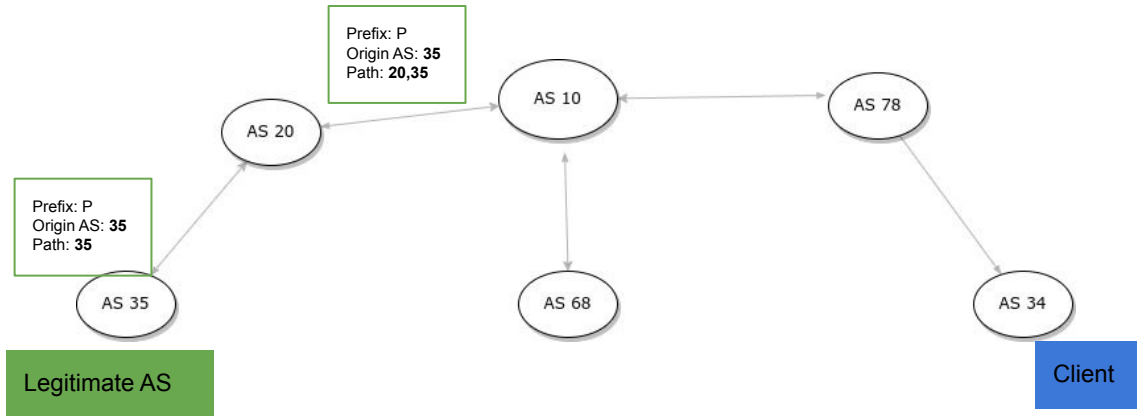 Prefix: P
Origin AS: 35
Path: 20,35
AS 10
AS 78
AS 20
Prefix: P
Origin AS: 35
Path: 35
AS 35
AS 68
AS 34
Legitimate AS
Client